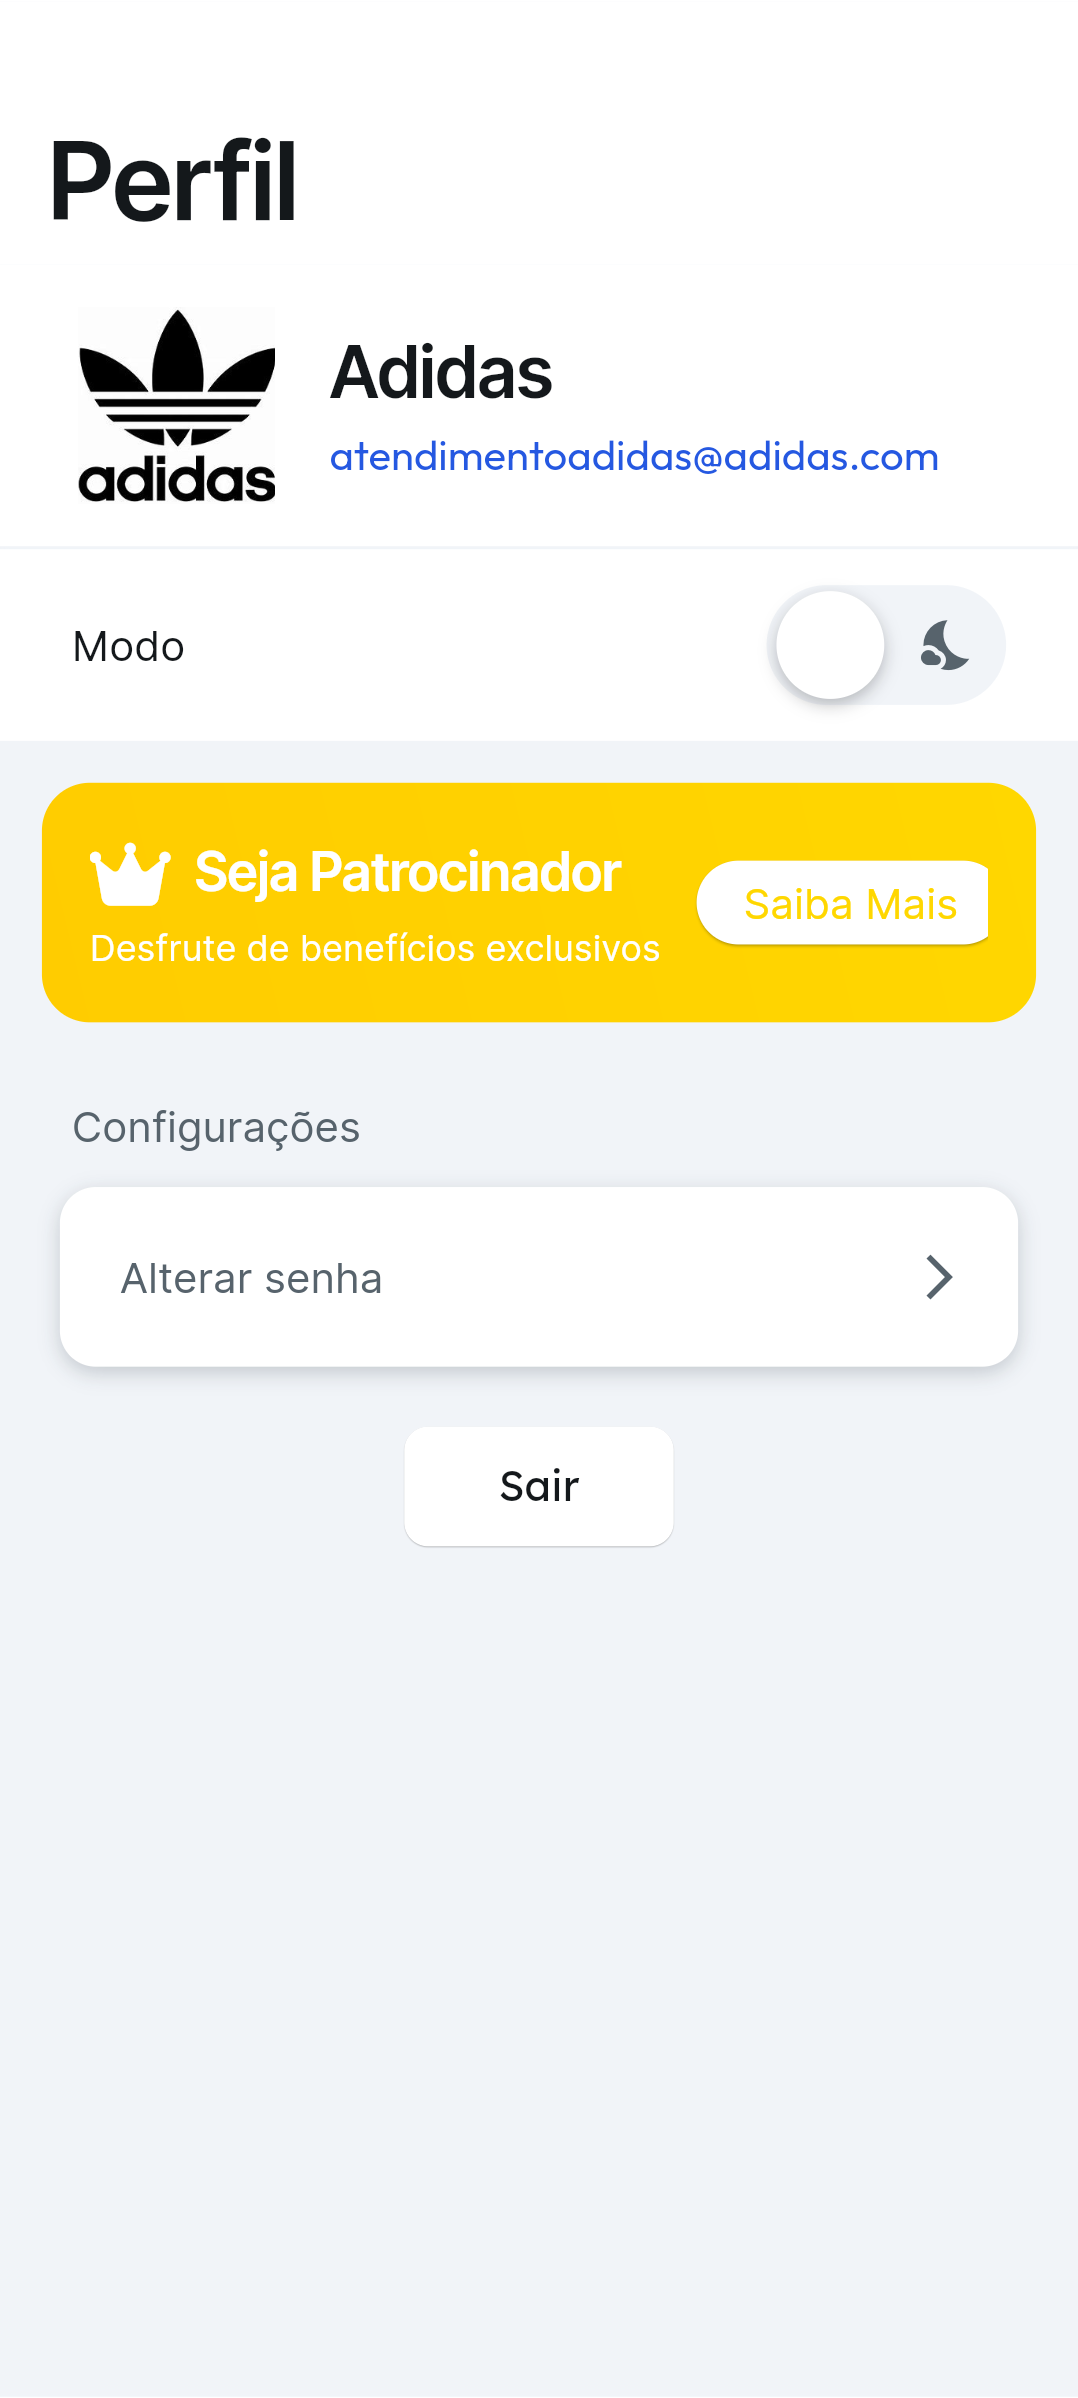 Perfil
adidas
Adidas
atendimentoadidas@adidas.com
Modo
Seja Patrocinador
Desfrute de benefícios exclusivos
Saiba Mais
Configurações
Alterar senha
Sair